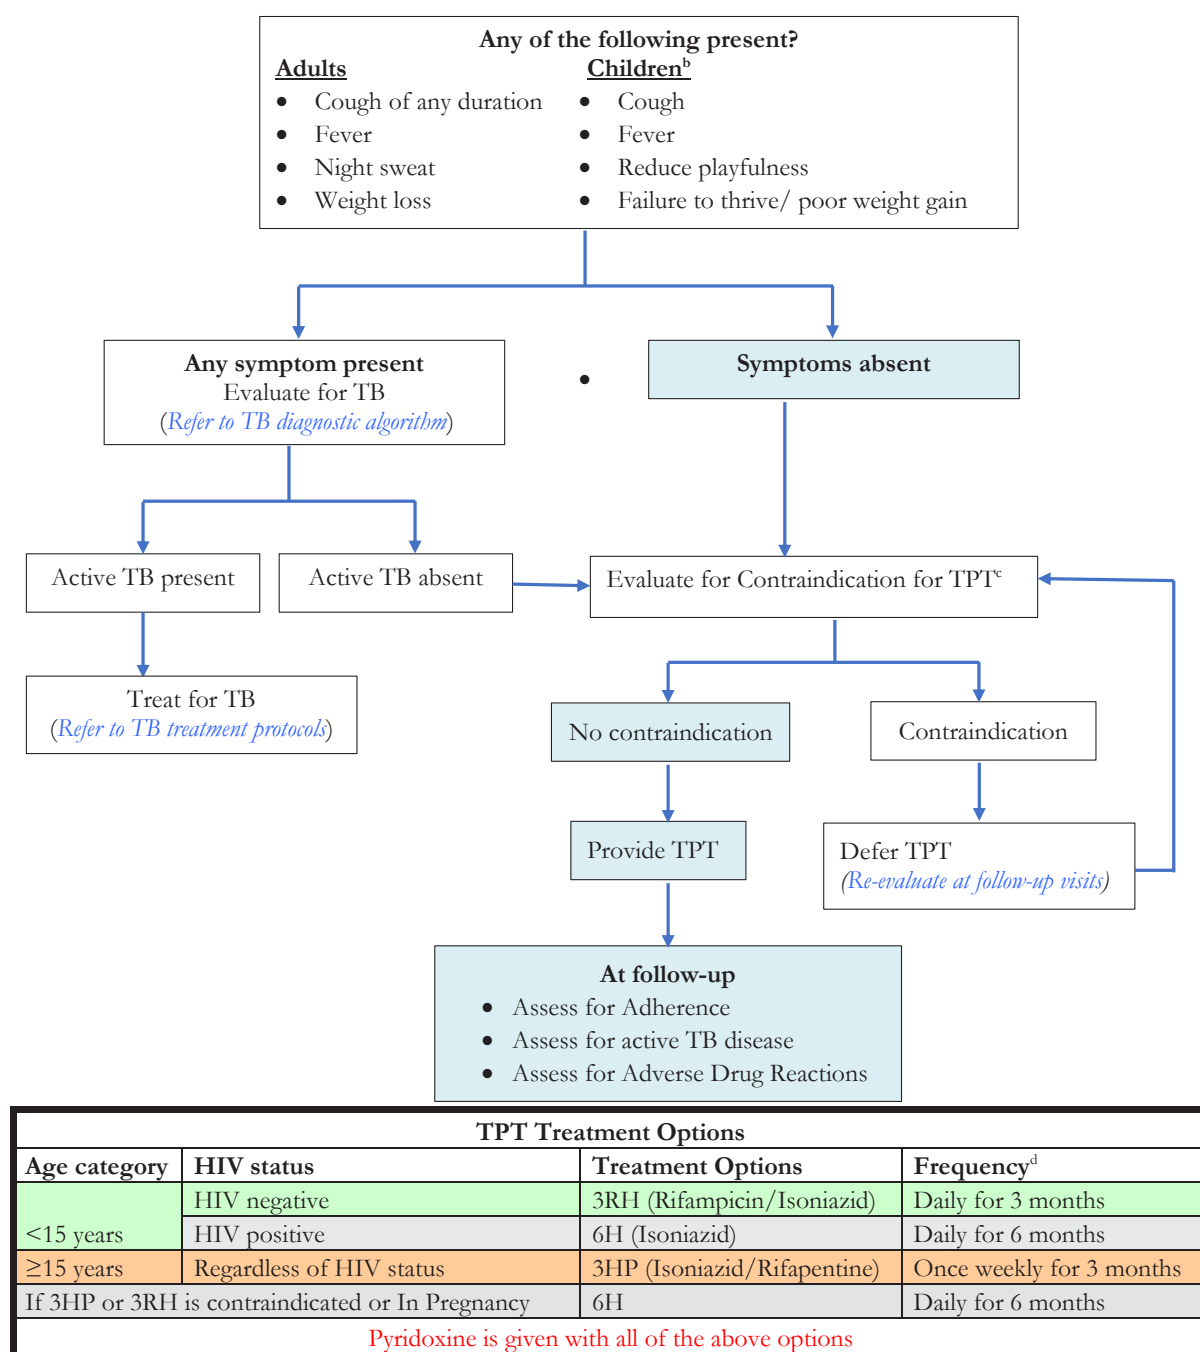 Any of the following present?
Adults Childrenᵇ
• Cough of any duration • Cough
• Fever • Fever
• Night sweat • Reduce playfulness
• Weight loss • Failure to thrive/ poor weight gain
Any symptom present
Evaluate for TB
(Refer to TB diagnostic algorithm)
• Symptoms absent
Active TB present
Active TB absent
Evaluate for Contraindication for TPTᶜ
Treat for TB
(Refer to TB treatment protocols)
No contraindication
Contraindication
Provide TPT
Defer TPT
(Re-evaluate at follow-up visits)
At follow-up
• Assess for Adherence
• Assess for active TB disease
• Assess for Adverse Drug Reactions
TPT Treatment Options
Age category HIV status Treatment Options Frequencyᵈ
HIV negative 3RH (Rifampicin/Isoniazid) Daily for 3 months
<15 years HIV positive 6H (Isoniazid) Daily for 6 months
≥15 years Regardless of HIV status 3HP (Isoniazid/Rifapentine) Once weekly for 3 months
If 3HP or 3RH is contraindicated or In Pregnancy 6H Daily for 6 months
Pyridoxine is given with all of the above options